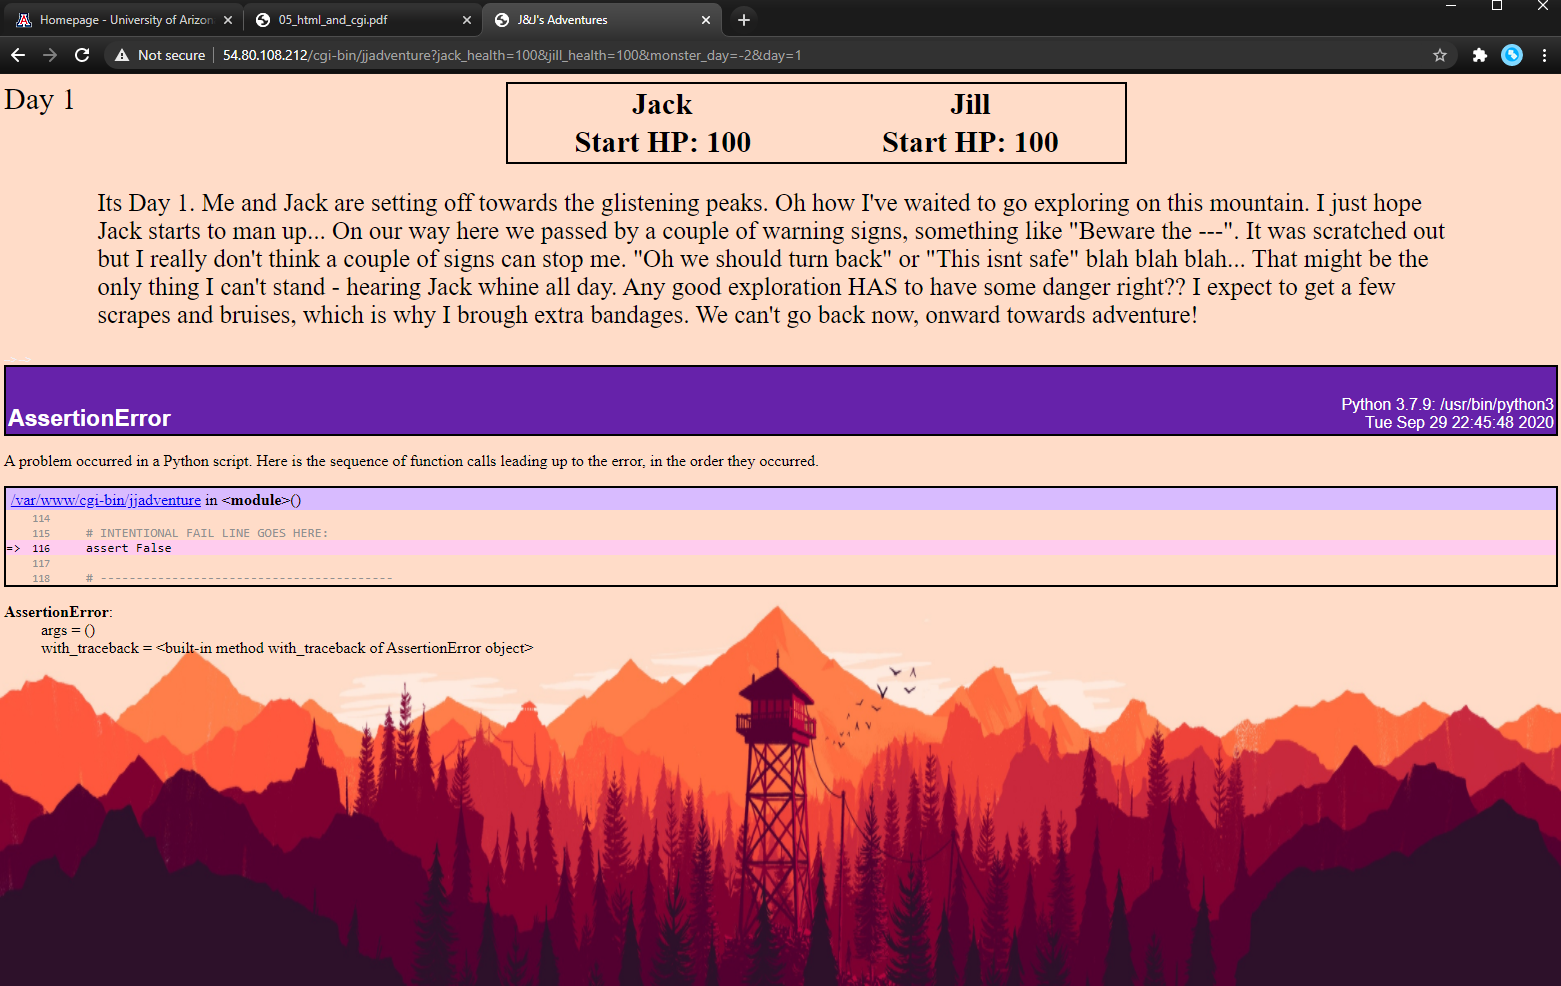 Homepage - University of Arizon
05_html_and_cgi.pdf
J&J's Adventures
Not secure
54.80.108.212/cgi-bin/jjadventure?jack_health=100&jill_health=100&monster_day=-2&day=1
Day 1
Jack Jill
Start HP: 100 Start HP: 100
Its Day 1. Me and Jack are setting off towards the glistening peaks. Oh how I've waited to go exploring on this mountain. I just hope
Jack starts to man up... On our way here we passed by a couple of warning signs, something like "Beware the ---". It was scratched out
but I really don't think a couple of signs can stop me. "Oh we should turn back" or "This isnt safe" blah blah blah... That might be the
only thing I can't stand - hearing Jack whine all day. Any good exploration HAS to have some danger right?? I expect to get a few
scrapes and bruises, which is why I brough extra bandages. We can't go back now, onward towards adventure!
--> -->
AssertionError
Python 3.7.9: /usr/bin/python3
Tue Sep 29 22:45:48 2020
A problem occurred in a Python script. Here is the sequence of function calls leading up to the error, in the order they occurred.
/var/www/cgi-bin/jjadventure in <module>()
114
115 # INTENTIONAL FAIL LINE GOES HERE:
=> 116 assert False
117
118 # -----------------------------------------
AssertionError:
args = ()
with_traceback = <built-in method with_traceback of AssertionError object>